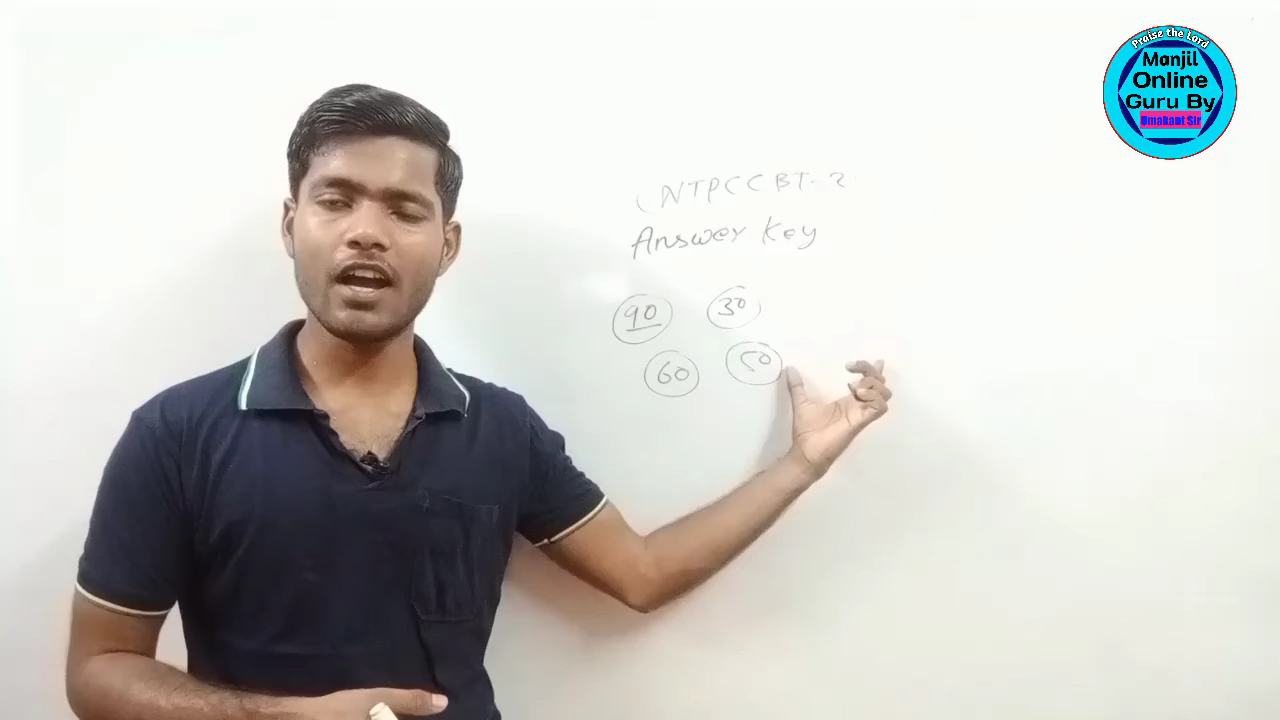 Praise the Lord
Manjil
Online
Guru By
Umakant Sir
(NTPC CBT-2
Answer Key
90 30
60 50